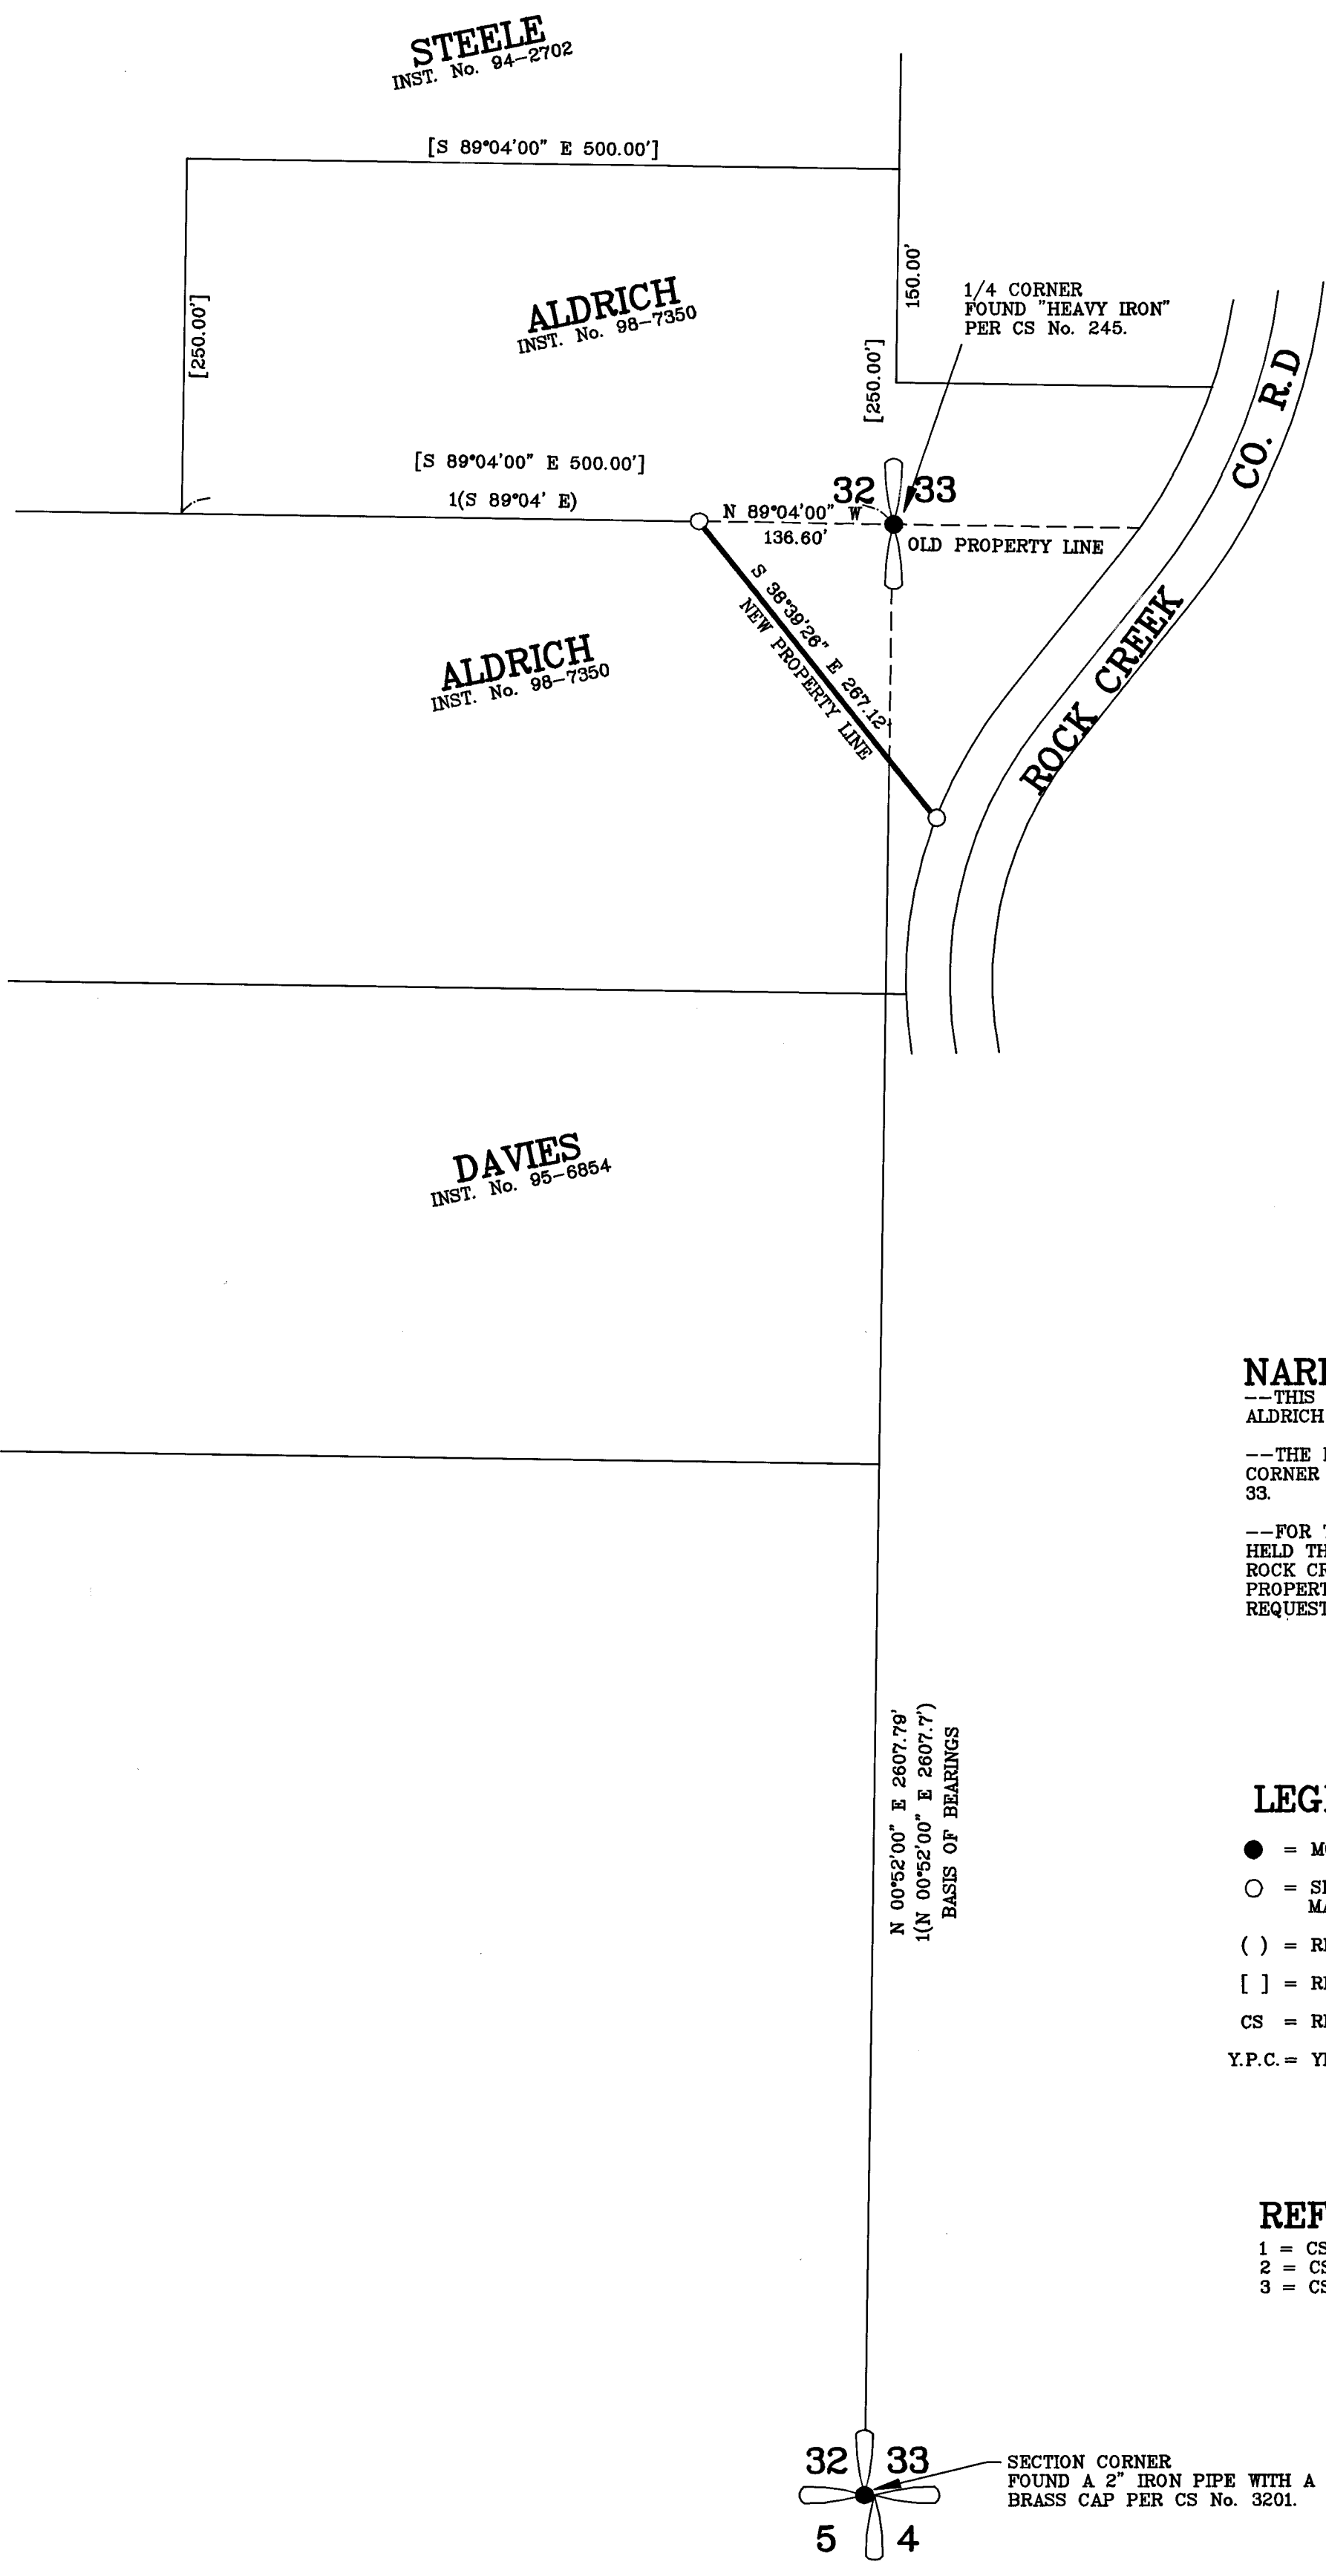 STEELE
INST. No. 94-2702
[S 89°04'00" E 500.00']
[250.00']
ALDRICH
INST. No. 98-7350
150.00'
[250.00']
1/4 CORNER
FOUND "HEAVY IRON"
PER CS No. 245.
CO. R.D
[S 89°04'00" E 500.00']
1(S 89°04' E)
32 33
N 89°04'00" W
136.60'
OLD PROPERTY LINE
S 38°39'26" E 267.12'
NEW PROPERTY LINE
ROCK CREEK
ALDRICH
INST. No. 98-7350
DAVIES
INST. No. 95-6854
--THIS
ALDRICH
--THE
CORNER
33.
--FOR
HELD
ROCK
N 00°52'00" E 2607.79'
1(N 00°52'00" E 2607.7')
BASIS OF BEARINGS
● =
○ =
( ) =
[ ] =
CS =
Y.P.C. =
1 = CS
2 = CS
3 = CS
32 33
5 4
SECTION CORNER
FOUND A 2" IRON PIPE WITH A
BRASS CAP PER CS No. 3201.